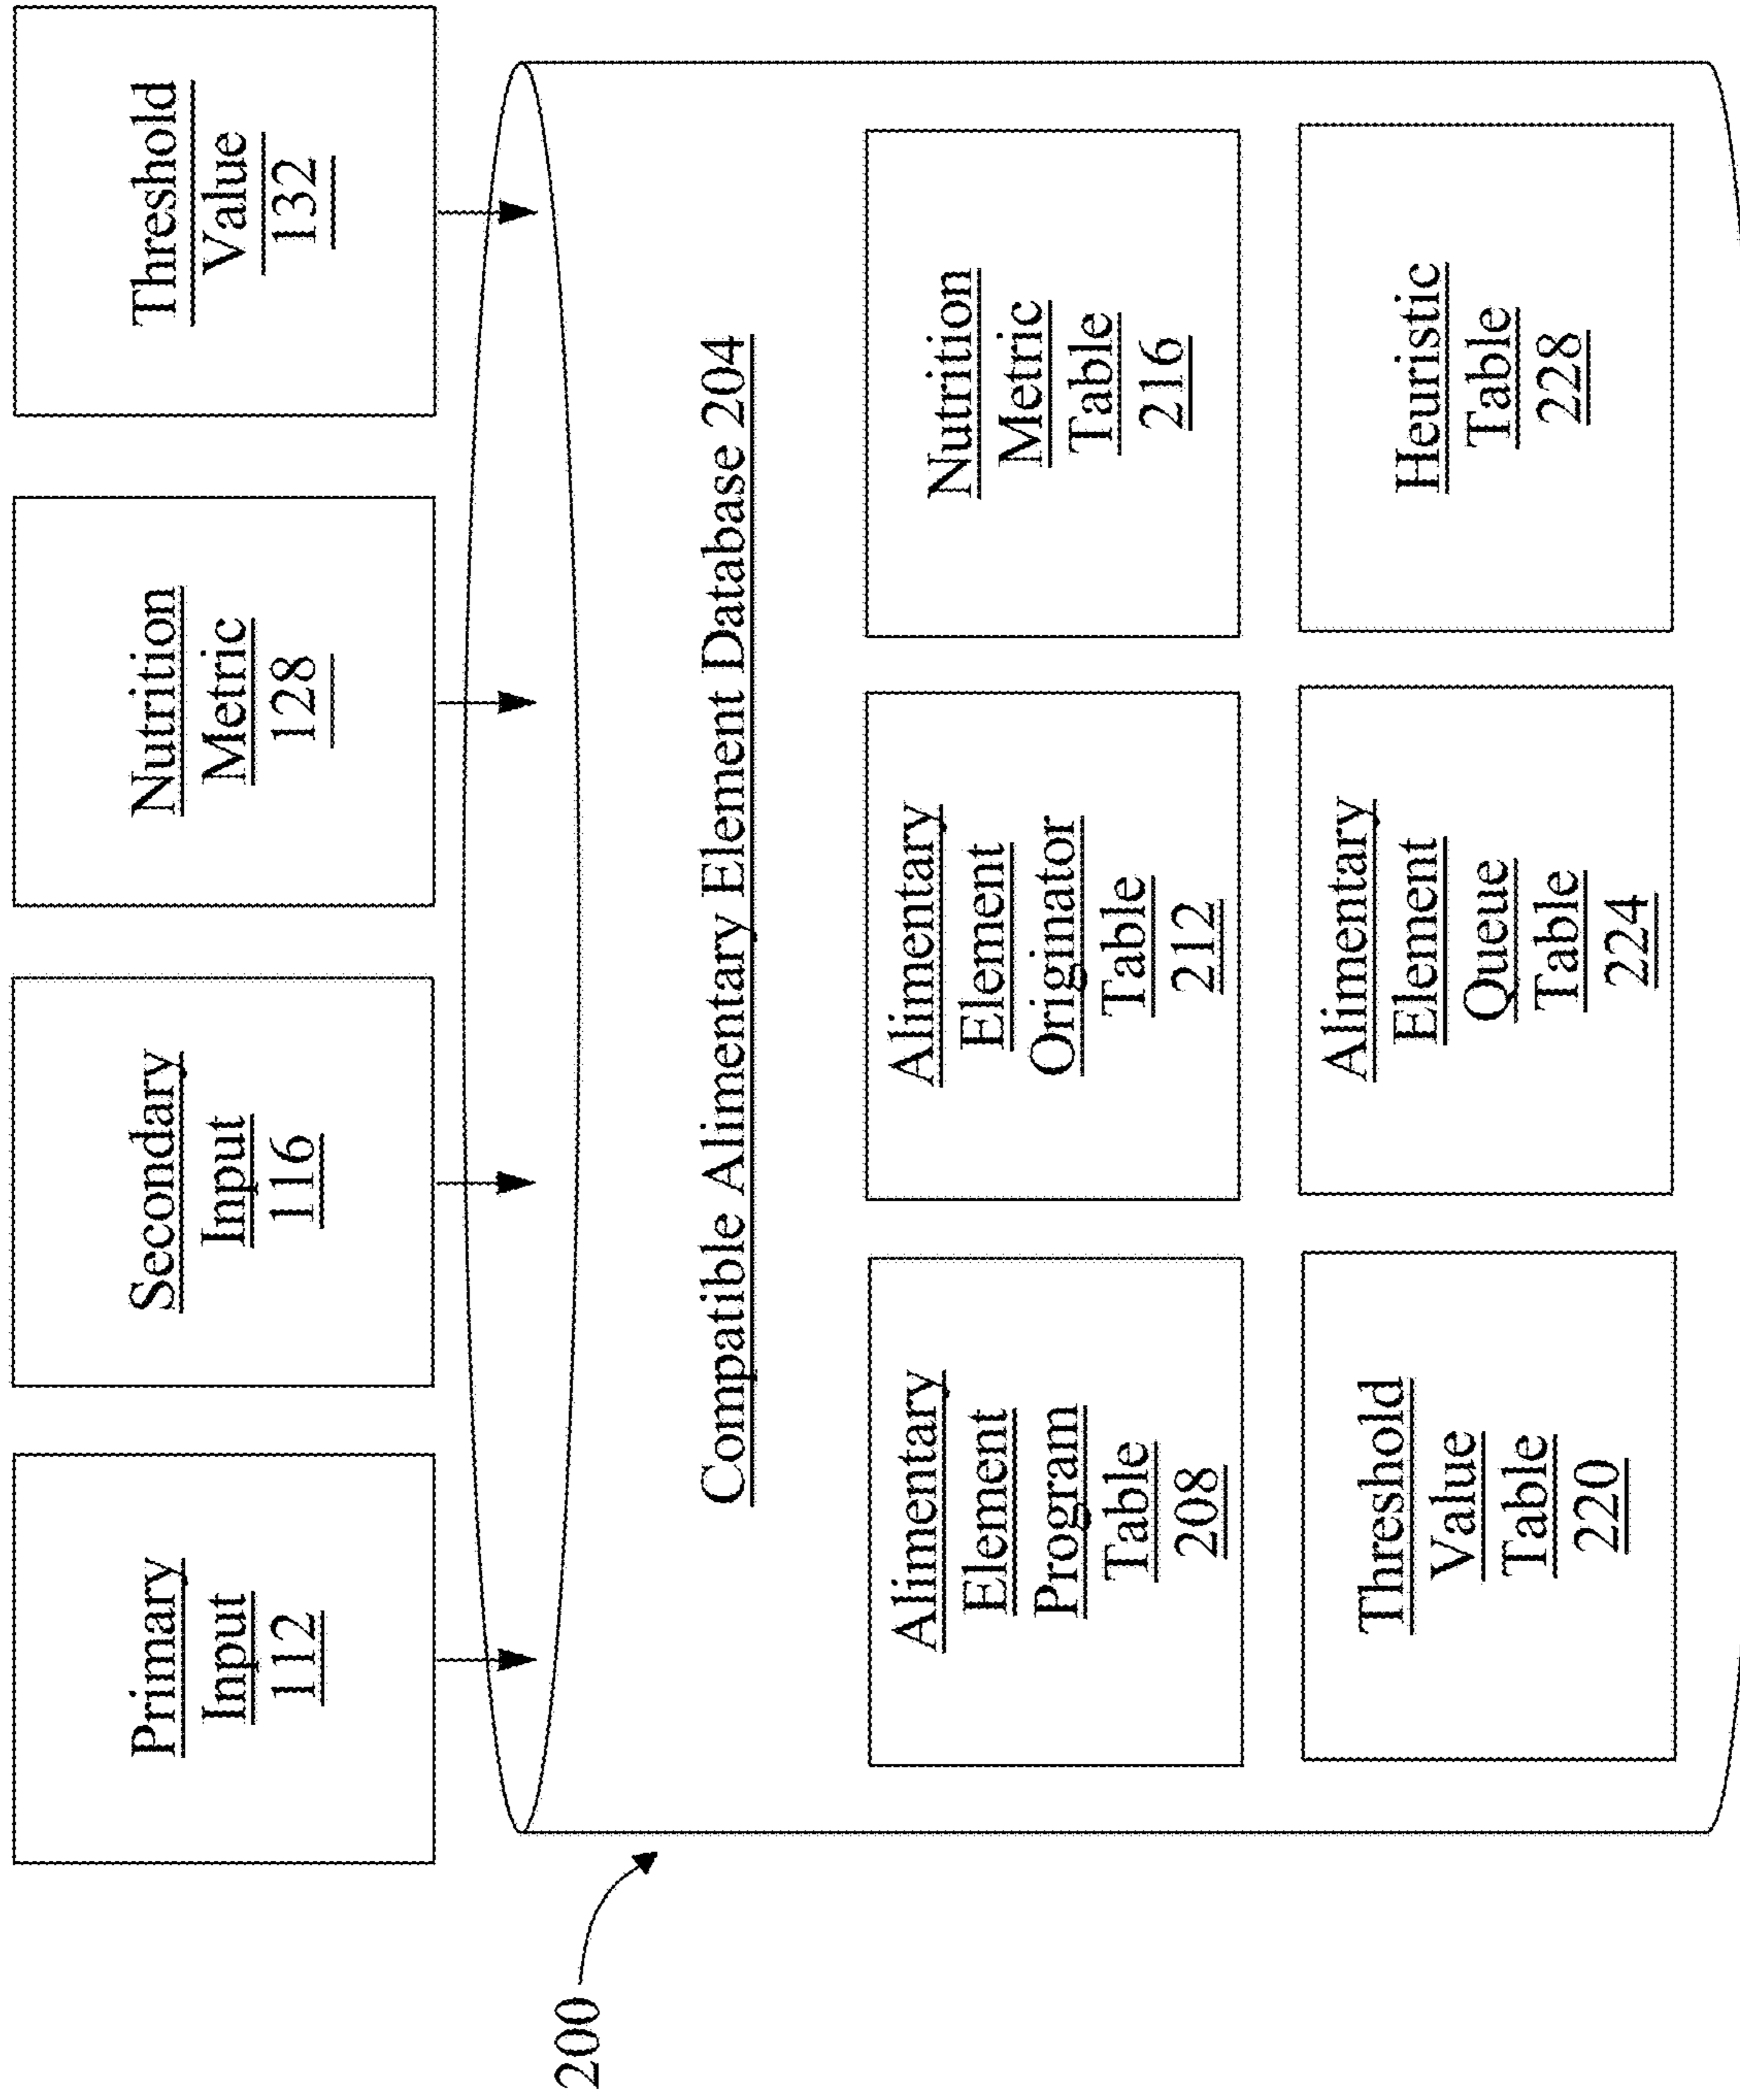 Primary
Input
112
Secondary
Input
116
Nutrition
Metric
128
Threshold
Value
132
200
Compatible Alimentary Element Database 204
Alimentary
Element
Program
Table
208
Alimentary
Element
Originator
Table
212
Nutrition
Metric
Table
216
Threshold
Value
Table
220
Alimentary
Element
Queue
Table
224
Heuristic
Table
228